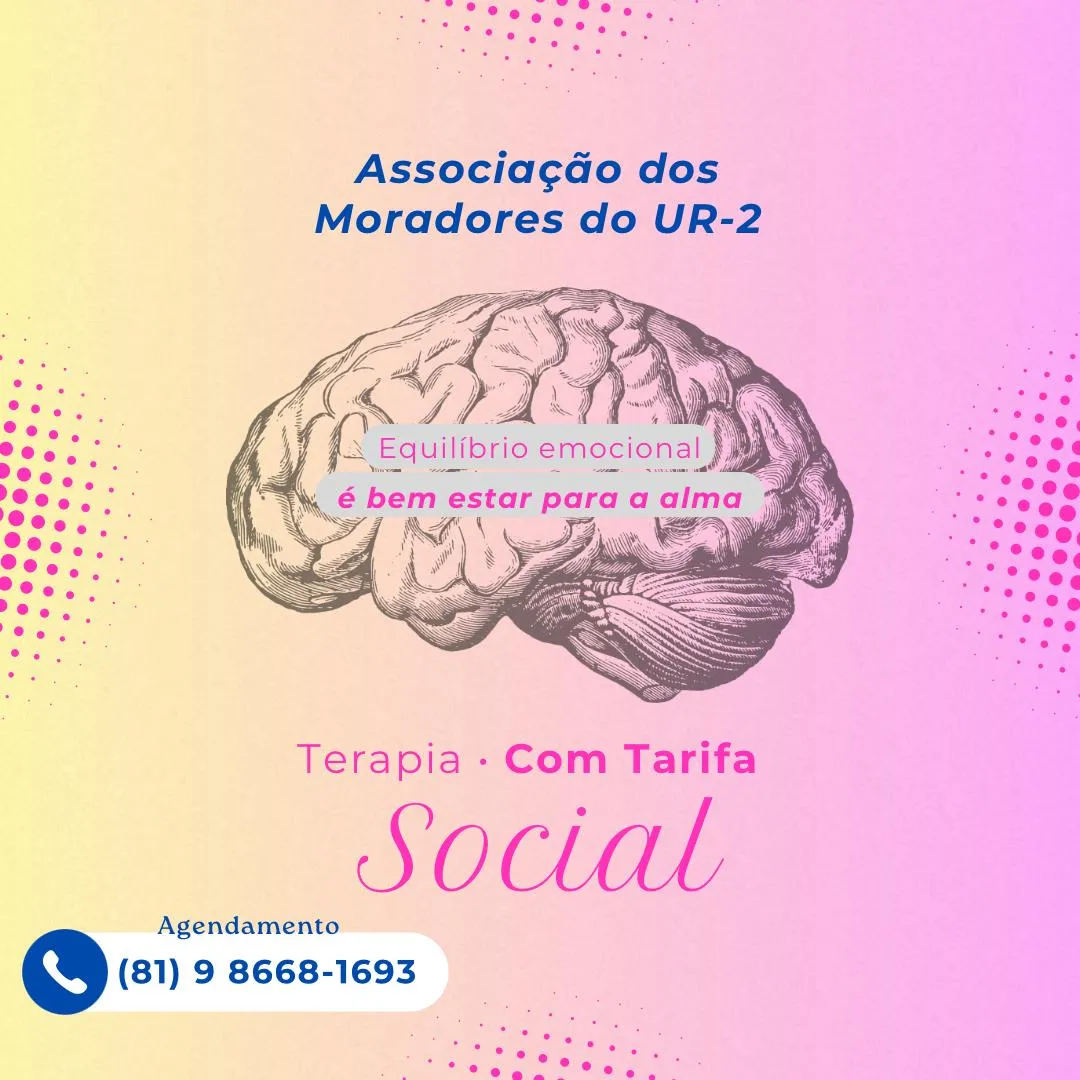 Associação dos
Moradores do UR-2
Equilíbrio emocional
é bem estar para a alma
Terapia • Com Tarifa
Social
Agendamento
(81) 9 8668-1693